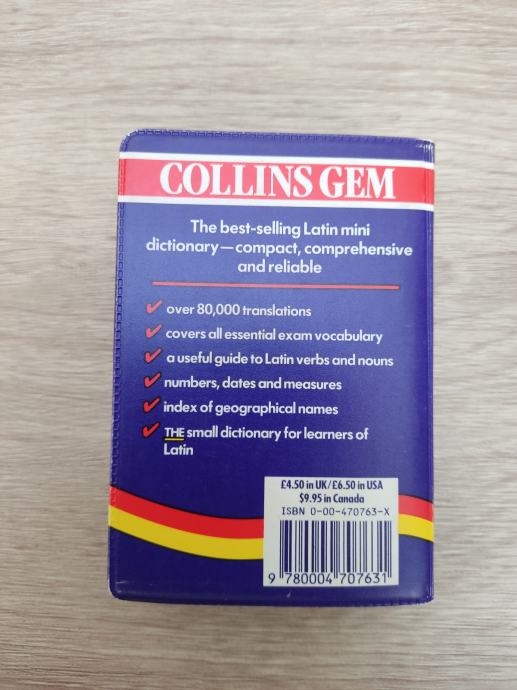 COLLINS GEM
The best-selling Latin mini
dictionary—compact, comprehensive
and reliable
over 80,000 translations
covers all essential exam vocabulary
a useful guide to Latin verbs and nouns
numbers, dates and measures
index of geographical names
THE small dictionary for learners of
Latin
£4.50 in UK/£6.50 in USA
$9.95 in Canada
ISBN 0-00-470763-X
9 780004 707631